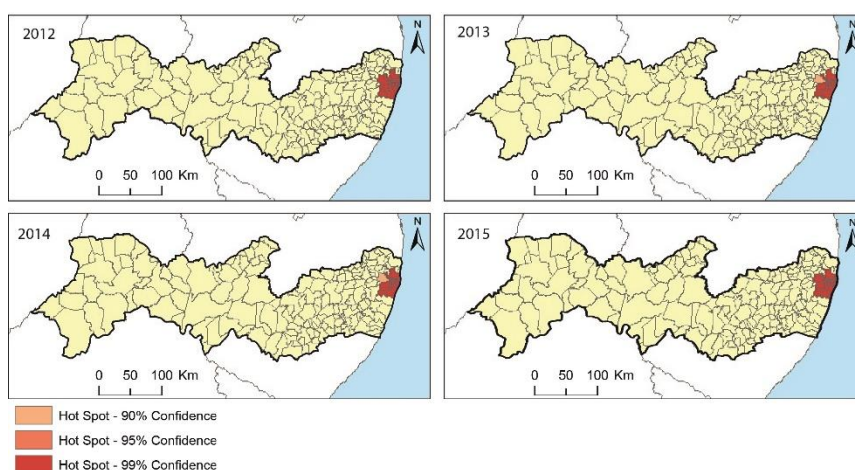 2012
N
0 50 100 Km
2013
N
0 50 100 Km
2014
N
0 50 100 Km
2015
N
0 50 100 Km
Hot Spot - 90% Confidence
Hot Spot - 95% Confidence
Hot Spot - 99% Confidence